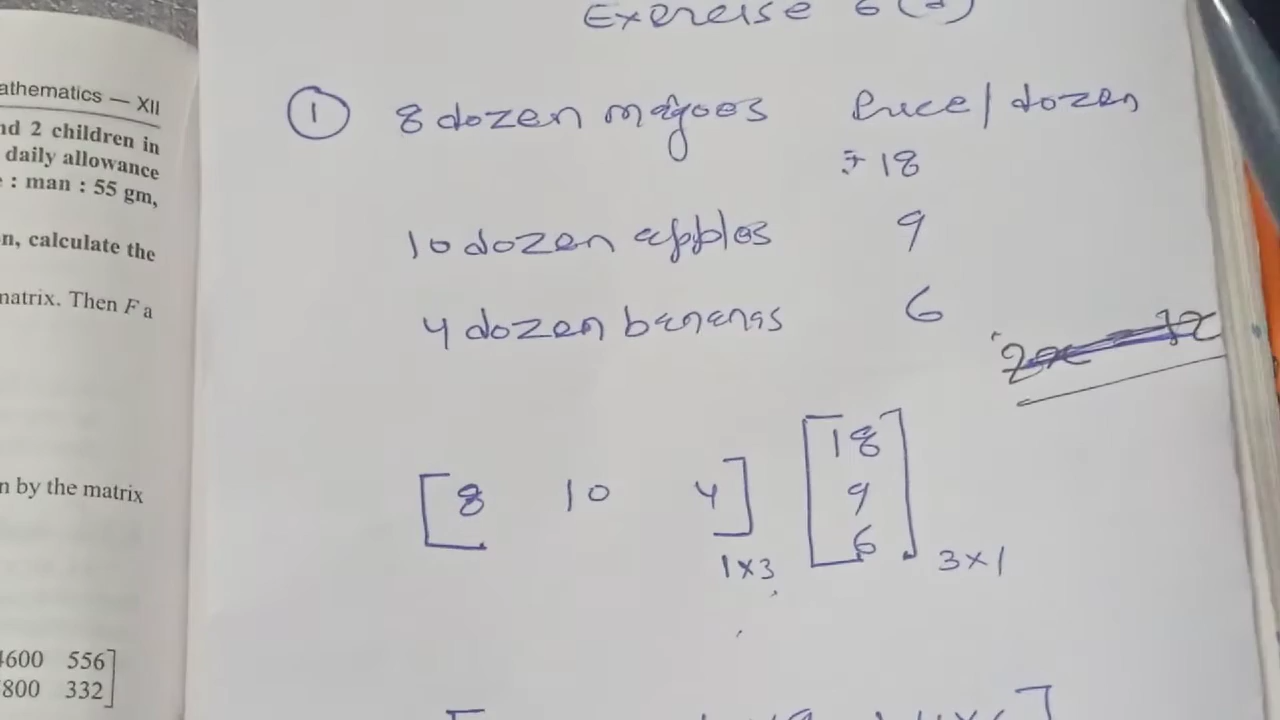 athematics — XII
nd 2 children in
daily allowance
: man : 55 gm,
n, calculate the
matrix. Then F a
n by the matrix
4600 556]
800 332]
Exercise 6
① 8 dozen mangoes Price/dozen
18
10 dozen apples 9
4 dozen bananas 6
[8 10 4] 1×3 [18
9
6] 3×1